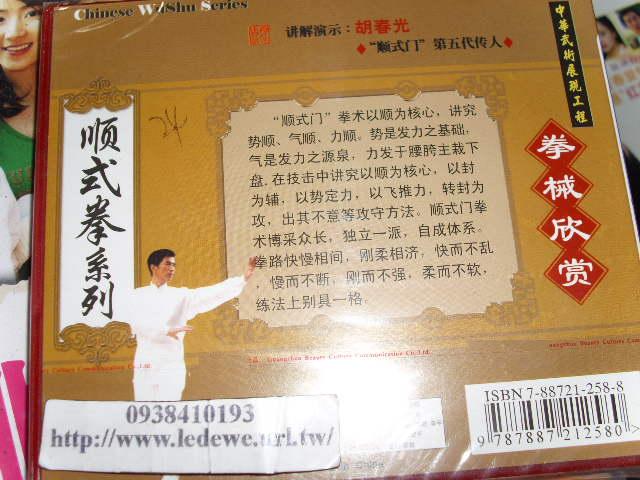 Chinese WuShu Series
讲解演示：胡春光
◆“顺式门”第五代传人◆
中華武術展现工程
顺式拳系列
“顺式门”拳术以顺为核心，讲究
势顺、气顺、力顺。势是发力之基础，
气是发力之源泉，力发于腰胯主栽下
盘，在技击中讲究以顺为核心，以封
为辅，以势定力，以飞推力，转封为
攻，出其不意等攻守方法。顺式门拳
术博采众长，独立一派，自成体系。
拳路快慢相间，刚柔相济，快而不乱
，慢而不断，刚而不强，柔而不软，
练法上别具一格。
拳械欣赏
Guangzhou Beauty Culture Communication Co.Ltd.
ISBN 7-88721-258-8
9 787887 212580 >
0938410193
http://www.ledewe.url.tw/